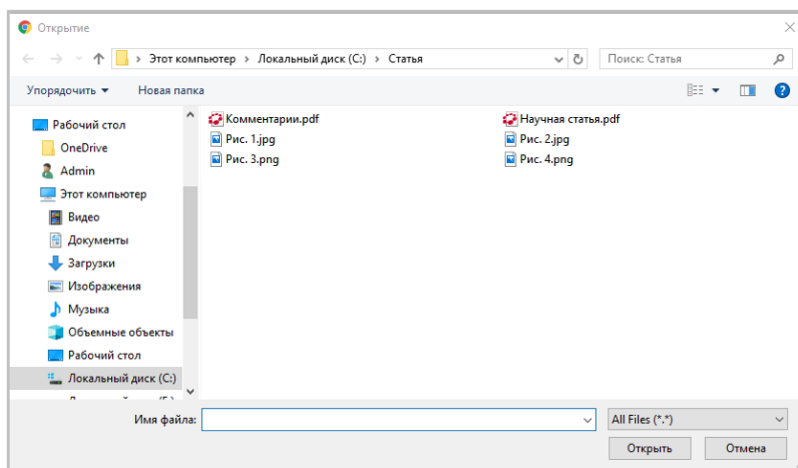 Открытие
Этот компьютер › Локальный диск (C:) › Статья
Поиск: Статья
Упорядочить
Новая папка
Рабочий стол
OneDrive
Admin
Этот компьютер
Видео
Документы
Загрузки
Изображения
Музыка
Объемные объекты
Рабочий стол
Локальный диск (C:)
Комментарии.pdf
Научная статья.pdf
Рис. 1.jpg
Рис. 2.jpg
Рис. 3.png
Рис. 4.png
Имя файла:
All Files (*.*)
Открыть
Отмена